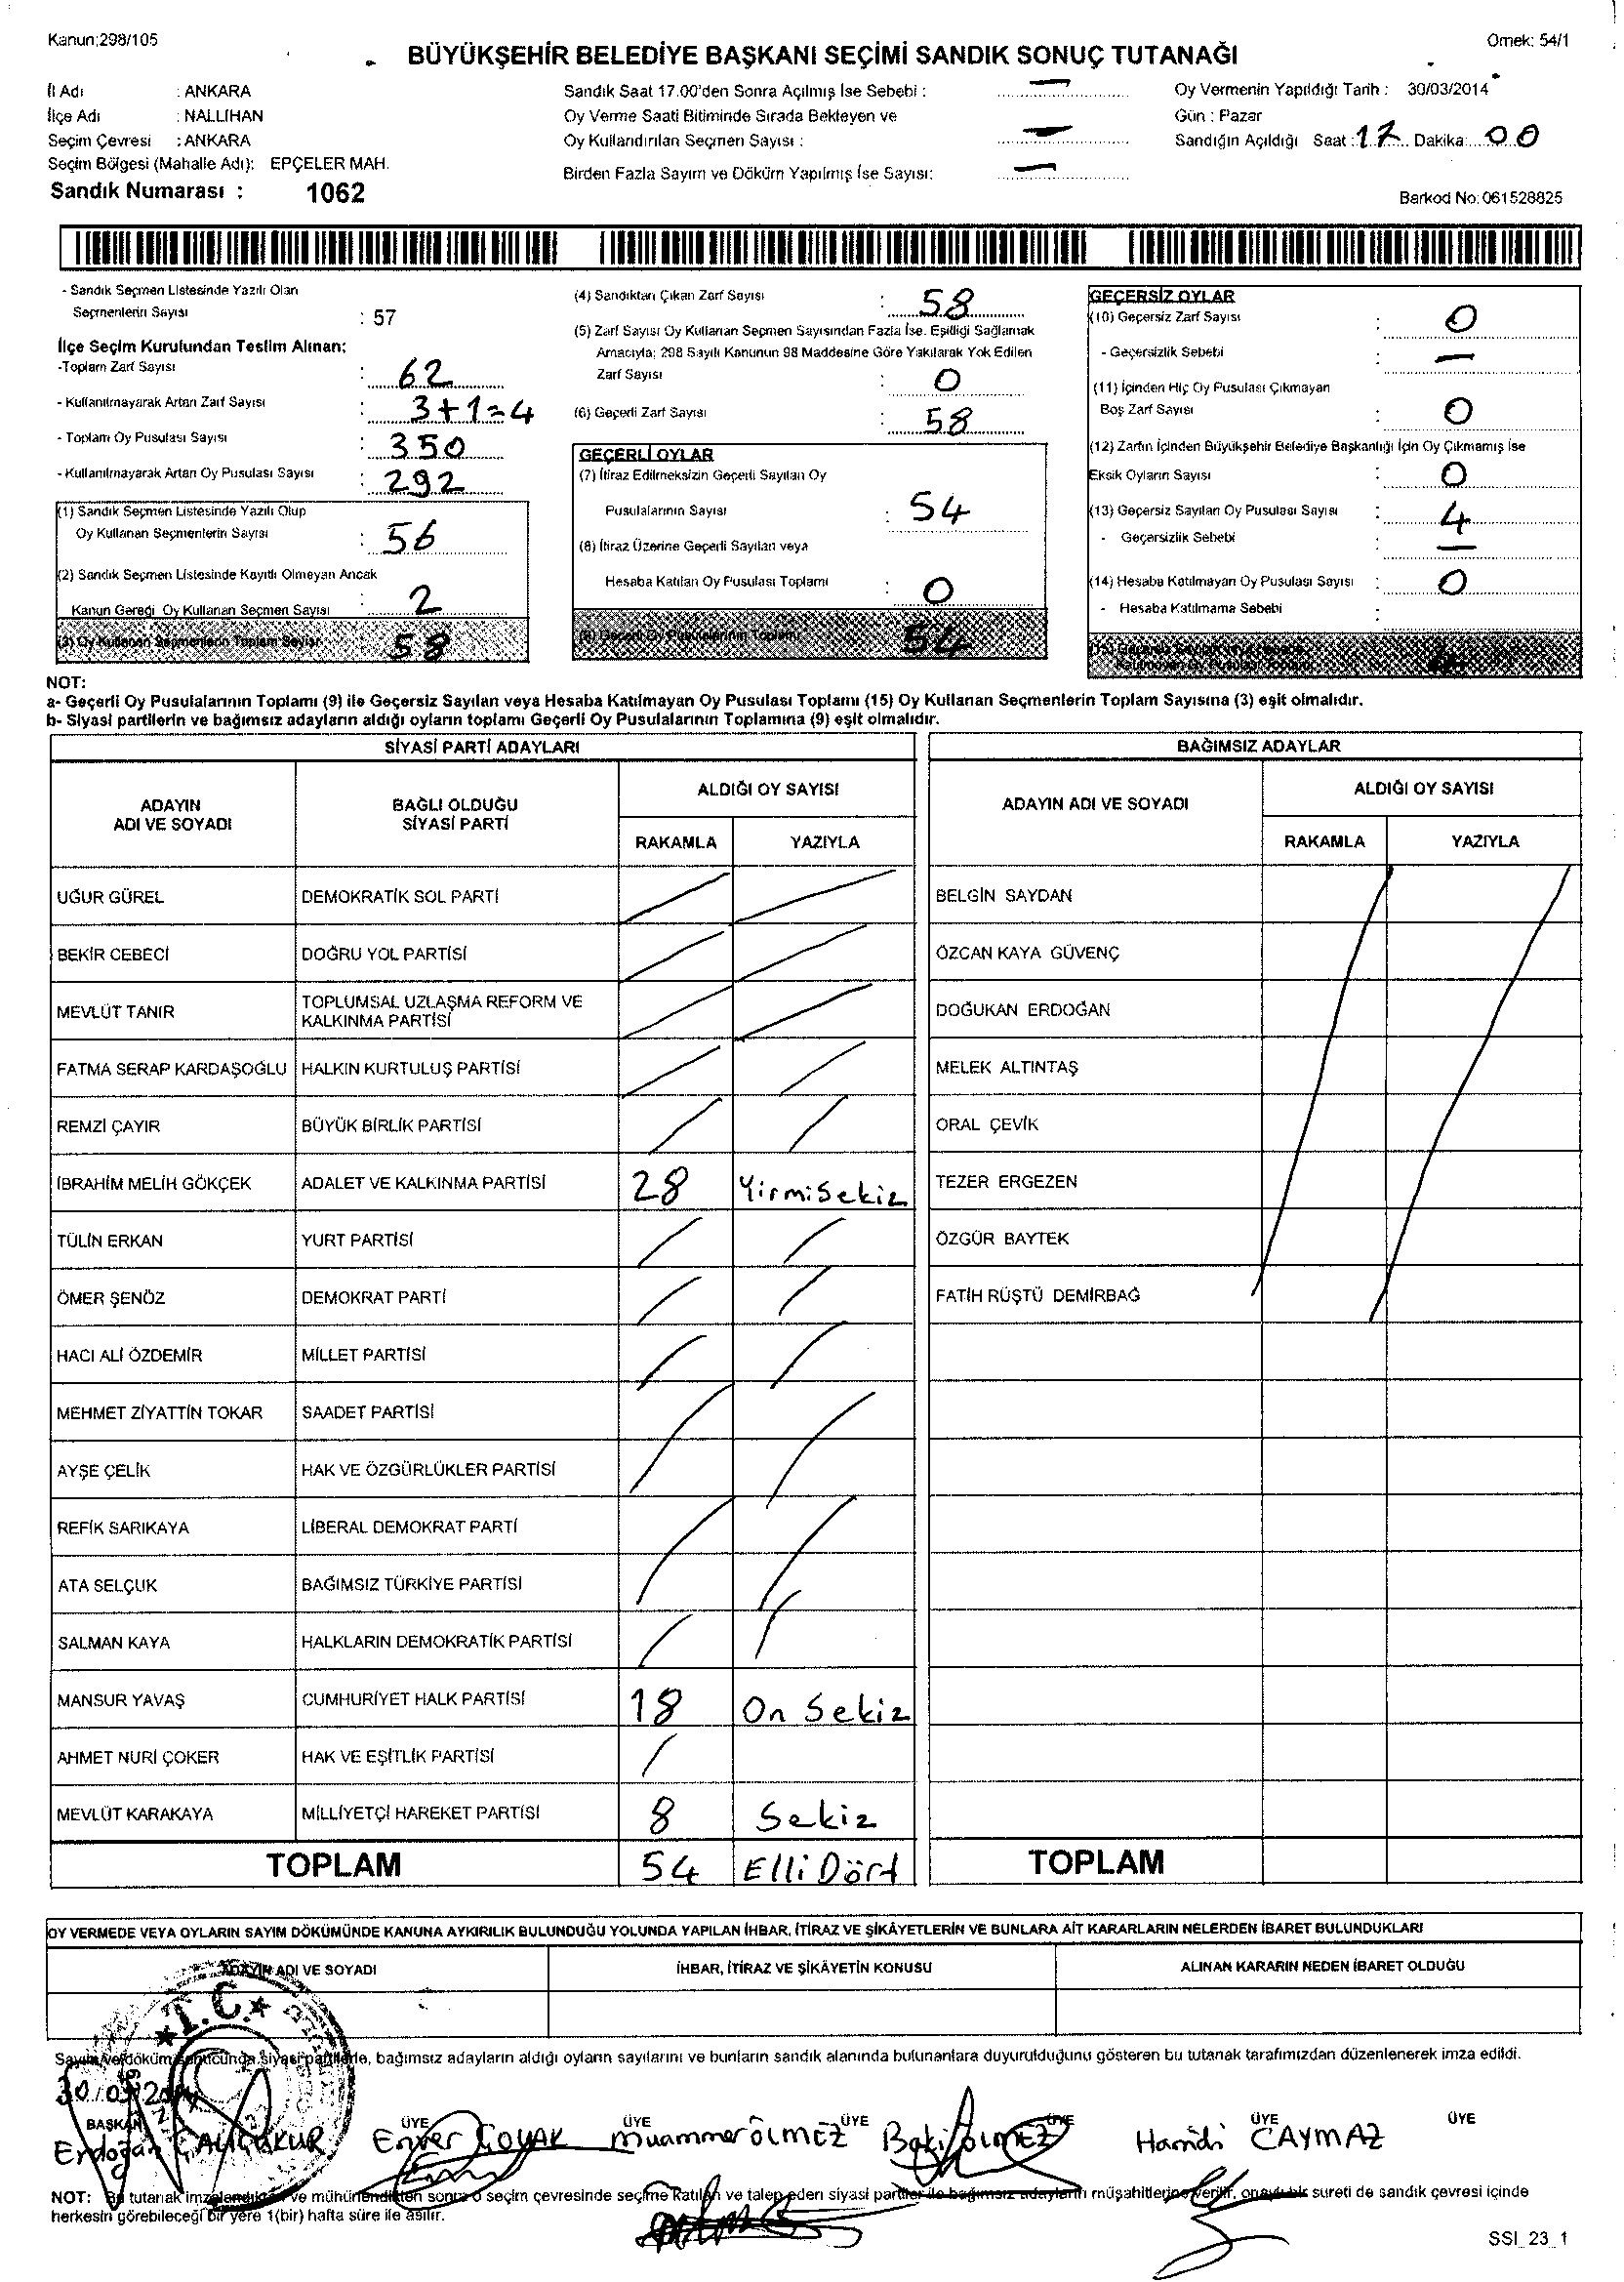 Kanun:298/105
Örnek: 54/1
BÜYÜKŞEHİR BELEDİYE BAŞKANI SEÇİMİ SANDIK SONUÇ TUTANAĞI
İl Adı : ANKARA
İlçe Adı : NALLIHAN
Seçim Çevresi : ANKARA
Seçim Bölgesi (Mahalle Adı): EPÇELER MAH.
Sandık Numarası : 1062
Sandık Saat 17.00'den Sonra Açılmış İse Sebebi : —
Oy Verme Saati Bitiminde Sırada Bekleyen ve
Oy Kullandırılan Seçmen Sayısı : —
Birden Fazla Sayım ve Döküm Yapılmış İse Sayısı: —
Oy Vermenin Yapıldığı Tarih : 30/03/2014
Gün : Pazar
Sandığın Açıldığı Saat : 17 Dakika: 00
Barkod No: 061528825
- Sandık Seçmen Listesinde Yazılı Olan
Seçmenlerin Sayısı : 57
İlçe Seçim Kurulundan Teslim Alınan:
-Toplam Zarf Sayısı : 62
- Kullanılmayarak Artan Zarf Sayısı : 3+1=4
- Toplam Oy Pusulası Sayısı : 350
- Kullanılmayarak Artan Oy Pusulası Sayısı : 292
(1) Sandık Seçmen Listesinde Yazılı Olup
Oy Kullanan Seçmenlerin Sayısı : 56
(2) Sandık Seçmen Listesinde Kayıtlı Olmeyan Ancak
Kanun Gereği Oy Kullanan Seçmen Sayısı : 2
(3) Oy Kullanan Seçmenlerin Toplam Sayısı 58
(4) Sandıktan Çıkan Zarf Sayısı : 58
(5) Zarf Sayısı Oy Kullanan Seçmen Sayısından Fazla İse. Eşitliği Sağlamak
Amacıyla; 298 Sayılı Kanunun 98 Maddesine Göre Yakılarak Yok Edilen
Zarf Sayısı : 0
(6) Geçerli Zarf Sayısı : 58
GEÇERLİ OYLAR
(7) İtiraz Edilmeksizin Geçerli Sayılan Oy
Pusulalarının Sayısı : 54
(8) İtiraz Üzerine Geçerli Sayılan veya
Hesaba Katılan Oy Pusulası Toplamı : 0
(9) Geçerli Oy Pusulalarının Toplamı 54
GEÇERSİZ OYLAR
(10) Geçersiz Zarf Sayısı : 0
- Geçersizlik Sebebi : —
(11) İçinden Hiç Oy Pusulası Çıkmayan
Boş Zarf Sayısı : 0
(12) Zarfın İçinden Büyükşehir Belediye Başkanlığı İçin Oy Çıkmamış İse
Eksik Oyların Sayısı : 0
(13) Geçersiz Sayılan Oy Pusulası Sayısı : 4
- Geçersizlik Sebebi : —
(14) Hesaba Katılmayan Oy Pusulası Sayısı : 0
- Hesaba Katılmama Sebebi :
NOT:
a- Geçerli Oy Pusulalarının Toplamı (9) ile Geçersiz Sayılan veya Hesaba Katılmayan Oy Pusulası Toplamı (15) Oy Kullanan Seçmenlerin Toplam Sayısına (3) eşit olmalıdır.
b- Siyasi partilerin ve bağımsız adayların aldığı oyların toplamı Geçerli Oy Pusulalarının Toplamına (9) eşit olmalıdır.
SİYASİ PARTİ ADAYLARI
ADAYIN ADI VE SOYADI
BAĞLI OLDUĞU SİYASİ PARTİ
ALDIĞI OY SAYISI
RAKAMLA YAZIYLA
UĞUR GÜREL DEMOKRATİK SOL PARTİ
BEKİR CEBECİ DOĞRU YOL PARTİSİ
MEVLÜT TANIR TOPLUMSAL UZLAŞMA REFORM VE
KALKINMA PARTİSİ
FATMA SERAP KARDAŞOĞLU HALKIN KURTULUŞ PARTİSİ
REMZİ ÇAYIR BÜYÜK BİRLİK PARTİSİ
İBRAHİM MELİH GÖKÇEK ADALET VE KALKINMA PARTİSİ 28 YirmiSekiz
TÜLİN ERKAN YURT PARTİSİ
ÖMER ŞENÖZ DEMOKRAT PARTİ
HACI ALİ ÖZDEMİR MİLLET PARTİSİ
MEHMET ZİYATTİN TOKAR SAADET PARTİSİ
AYŞE ÇELİK HAK VE ÖZGÜRLÜKLER PARTİSİ
REFİK SARIKAYA LİBERAL DEMOKRAT PARTİ
ATA SELÇUK BAĞIMSIZ TÜRKİYE PARTİSİ
SALMAN KAYA HALKLARIN DEMOKRATİK PARTİSİ
MANSUR YAVAŞ CUMHURİYET HALK PARTİSİ 18 On Sekiz
AHMET NURİ ÇOKER HAK VE EŞİTLİK PARTİSİ
MEVLÜT KARAKAYA MİLLİYETÇİ HAREKET PARTİSİ 8 Sekiz
TOPLAM 54 Elli Dört
BAĞIMSIZ ADAYLAR
ADAYIN ADI VE SOYADI
ALDIĞI OY SAYISI
RAKAMLA YAZIYLA
BELGİN SAYDAN
ÖZCAN KAYA GÜVENÇ
DOĞUKAN ERDOĞAN
MELEK ALTINTAŞ
ORAL ÇEVİK
TEZER ERGEZEN
ÖZGÜR BAYTEK
FATİH RÜŞTÜ DEMİRBAĞ
TOPLAM
OY VERMEDE VEYA OYLARIN SAYIM DÖKÜMÜNDE KANUNA AYKIRILIK BULUNDUĞU YOLUNDA YAPILAN İHBAR, İTİRAZ VE ŞİKÂYETLERİN VE BUNLARA AİT KARARLARIN NELERDEN İBARET BULUNDUKLARI
ADAYIN ADI VE SOYADI
İHBAR, İTİRAZ VE ŞİKÂYETİN KONUSU
ALINAN KARARIN NEDEN İBARET OLDUĞU
T.C.
Sayım ve döküm sonucunda siyasi partilerle, bağımsız adayların aldığı oyların sayılarını ve bunların sandık alanında bulunanlara duyurulduğunu gösteren bu tutanak tarafımızdan düzenlenerek imza edildi.
30/03/2014
BAŞKAN ÜYE ÜYE ÜYE ÜYE ÜYE ÜYE
Erdoğan Enver Muammer ÖLMEZ Baki ÖLMEZ Hamdi CAYMAZ
NOT: Bu tutanak imzalandıktan ve mühürlendikten sonra o seçim çevresinde seçime katılan ve talep eden siyasi partiler ile bağımsız adayların müşahitlerine verilir, onaylı bir sureti de sandık çevresi içinde
herkesin görebileceği bir yere 1(bir) hafta süre ile asılır.
SSI_23_1